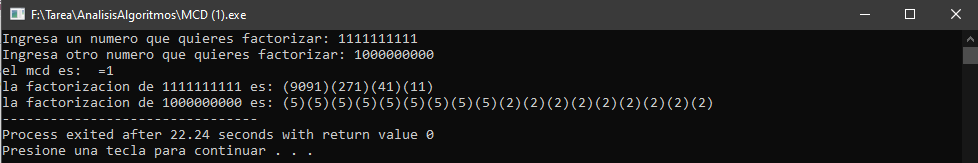 F:\Tarea\AnalisisAlgoritmos\MCD (1).exe
Ingresa un numero que quieres factorizar: 1111111111
Ingresa otro numero que quieres factorizar: 1000000000
el mcd es:  =1
la factorizacion de 1111111111 es: (9091)(271)(41)(11)
la factorizacion de 1000000000 es: (5)(5)(5)(5)(5)(5)(5)(5)(5)(2)(2)(2)(2)(2)(2)(2)(2)(2)
--------------------------------
Process exited after 22.24 seconds with return value 0
Presione una tecla para continuar . . .